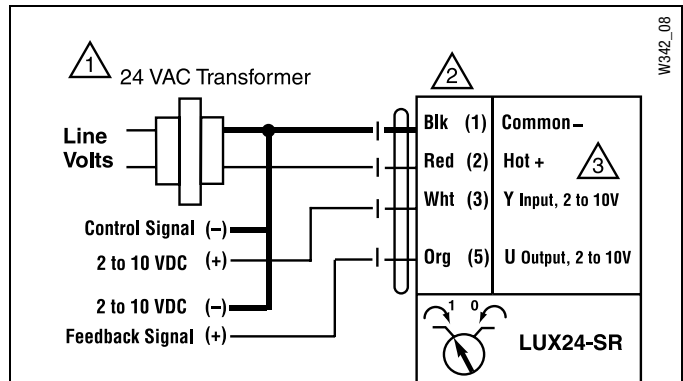 W342_08
1
24 VAC Transformer
2
Line
Volts
Blk (1) Common –
Red (2) Hot +
3
Wht (3) Y Input, 2 to 10V
Control Signal (–)
2 to 10 VDC (+)
Org (5) U Output, 2 to 10V
2 to 10 VDC (–)
Feedback Signal (+)
1 0
LUX24-SR